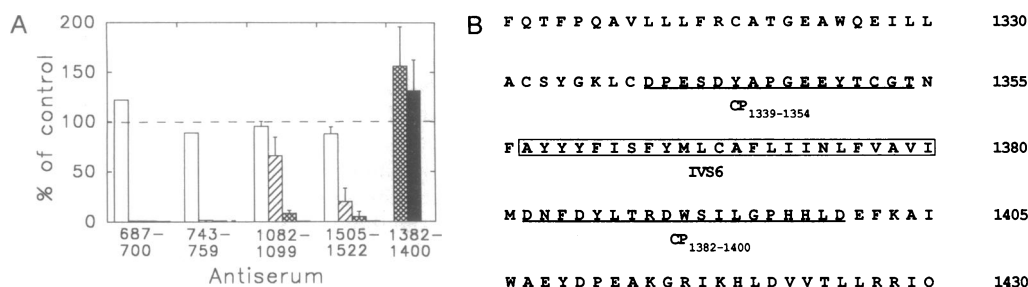 A
200
150
100
50
0
% of control
687–
700
743–
759
1082–
1099
1505–
1522
1382–
1400
Antiserum
B
F Q T F P Q A V L L L F R C A T G E A W Q E I L L 1330
A C S Y G K L C D P E S D Y A P G E E Y T C G T N 1355
CP1339-1354
F A Y Y Y F I S F Y M L C A F L I I N L F V A V I 1380
IVS6
M D N F D Y L T R D W S I L G P H H L D E F K A I 1405
CP1382-1400
W A E Y D P E A K G R I K H L D V V T L L R R I Q 1430